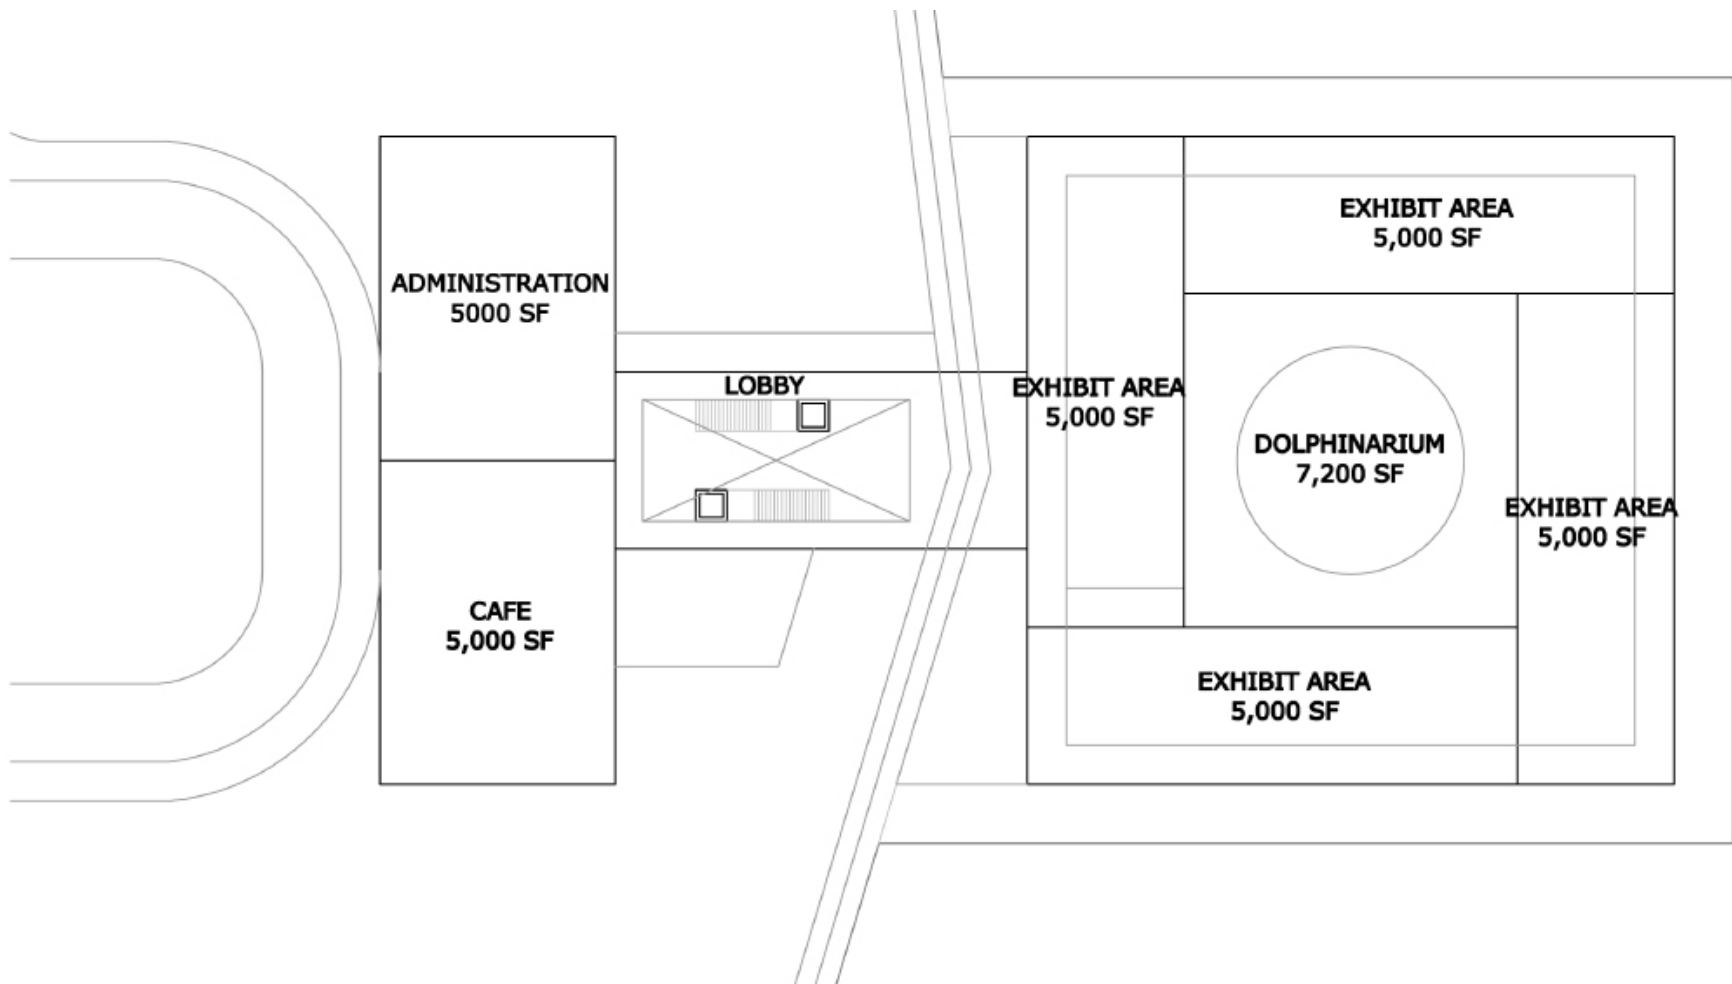 ADMINISTRATION
5000 SF
CAFE
5,000 SF
LOBBY
EXHIBIT AREA
5,000 SF
EXHIBIT AREA
5,000 SF
DOLPHINARIUM
7,200 SF
EXHIBIT AREA
5,000 SF
EXHIBIT AREA
5,000 SF